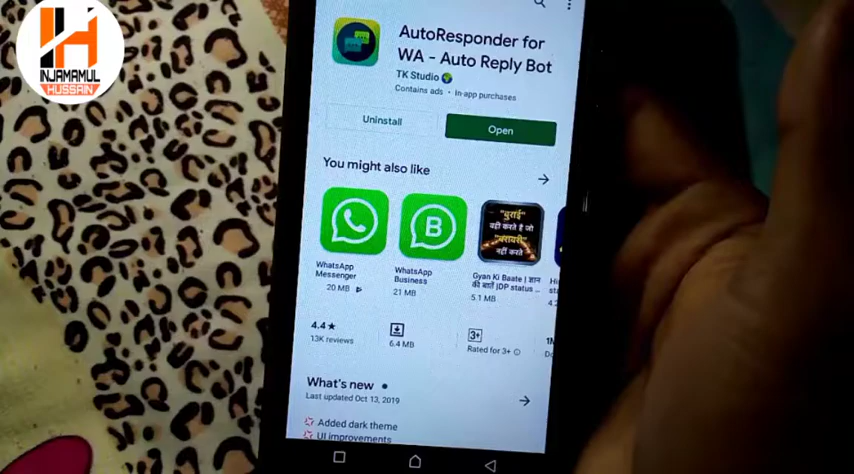 INJAMAMUL
HUSSAIN
AutoResponder for
WA - Auto Reply Bot
TK Studio
Contains ads • In-app purchases
Uninstall
Open
You might also like
WhatsApp
Messenger
20 MB
WhatsApp
Business
21 MB
"बुराई"
वही करते है जो
"बराबरी"
नहीं करते
Gyan Ki Baate | ज्ञान
की बातें |DP status ...
5.1 MB
4.4★
13K reviews
6.4 MB
3+
Rated for 3+
What's new
Last updated Oct 13, 2019
Added dark theme
UI improvements